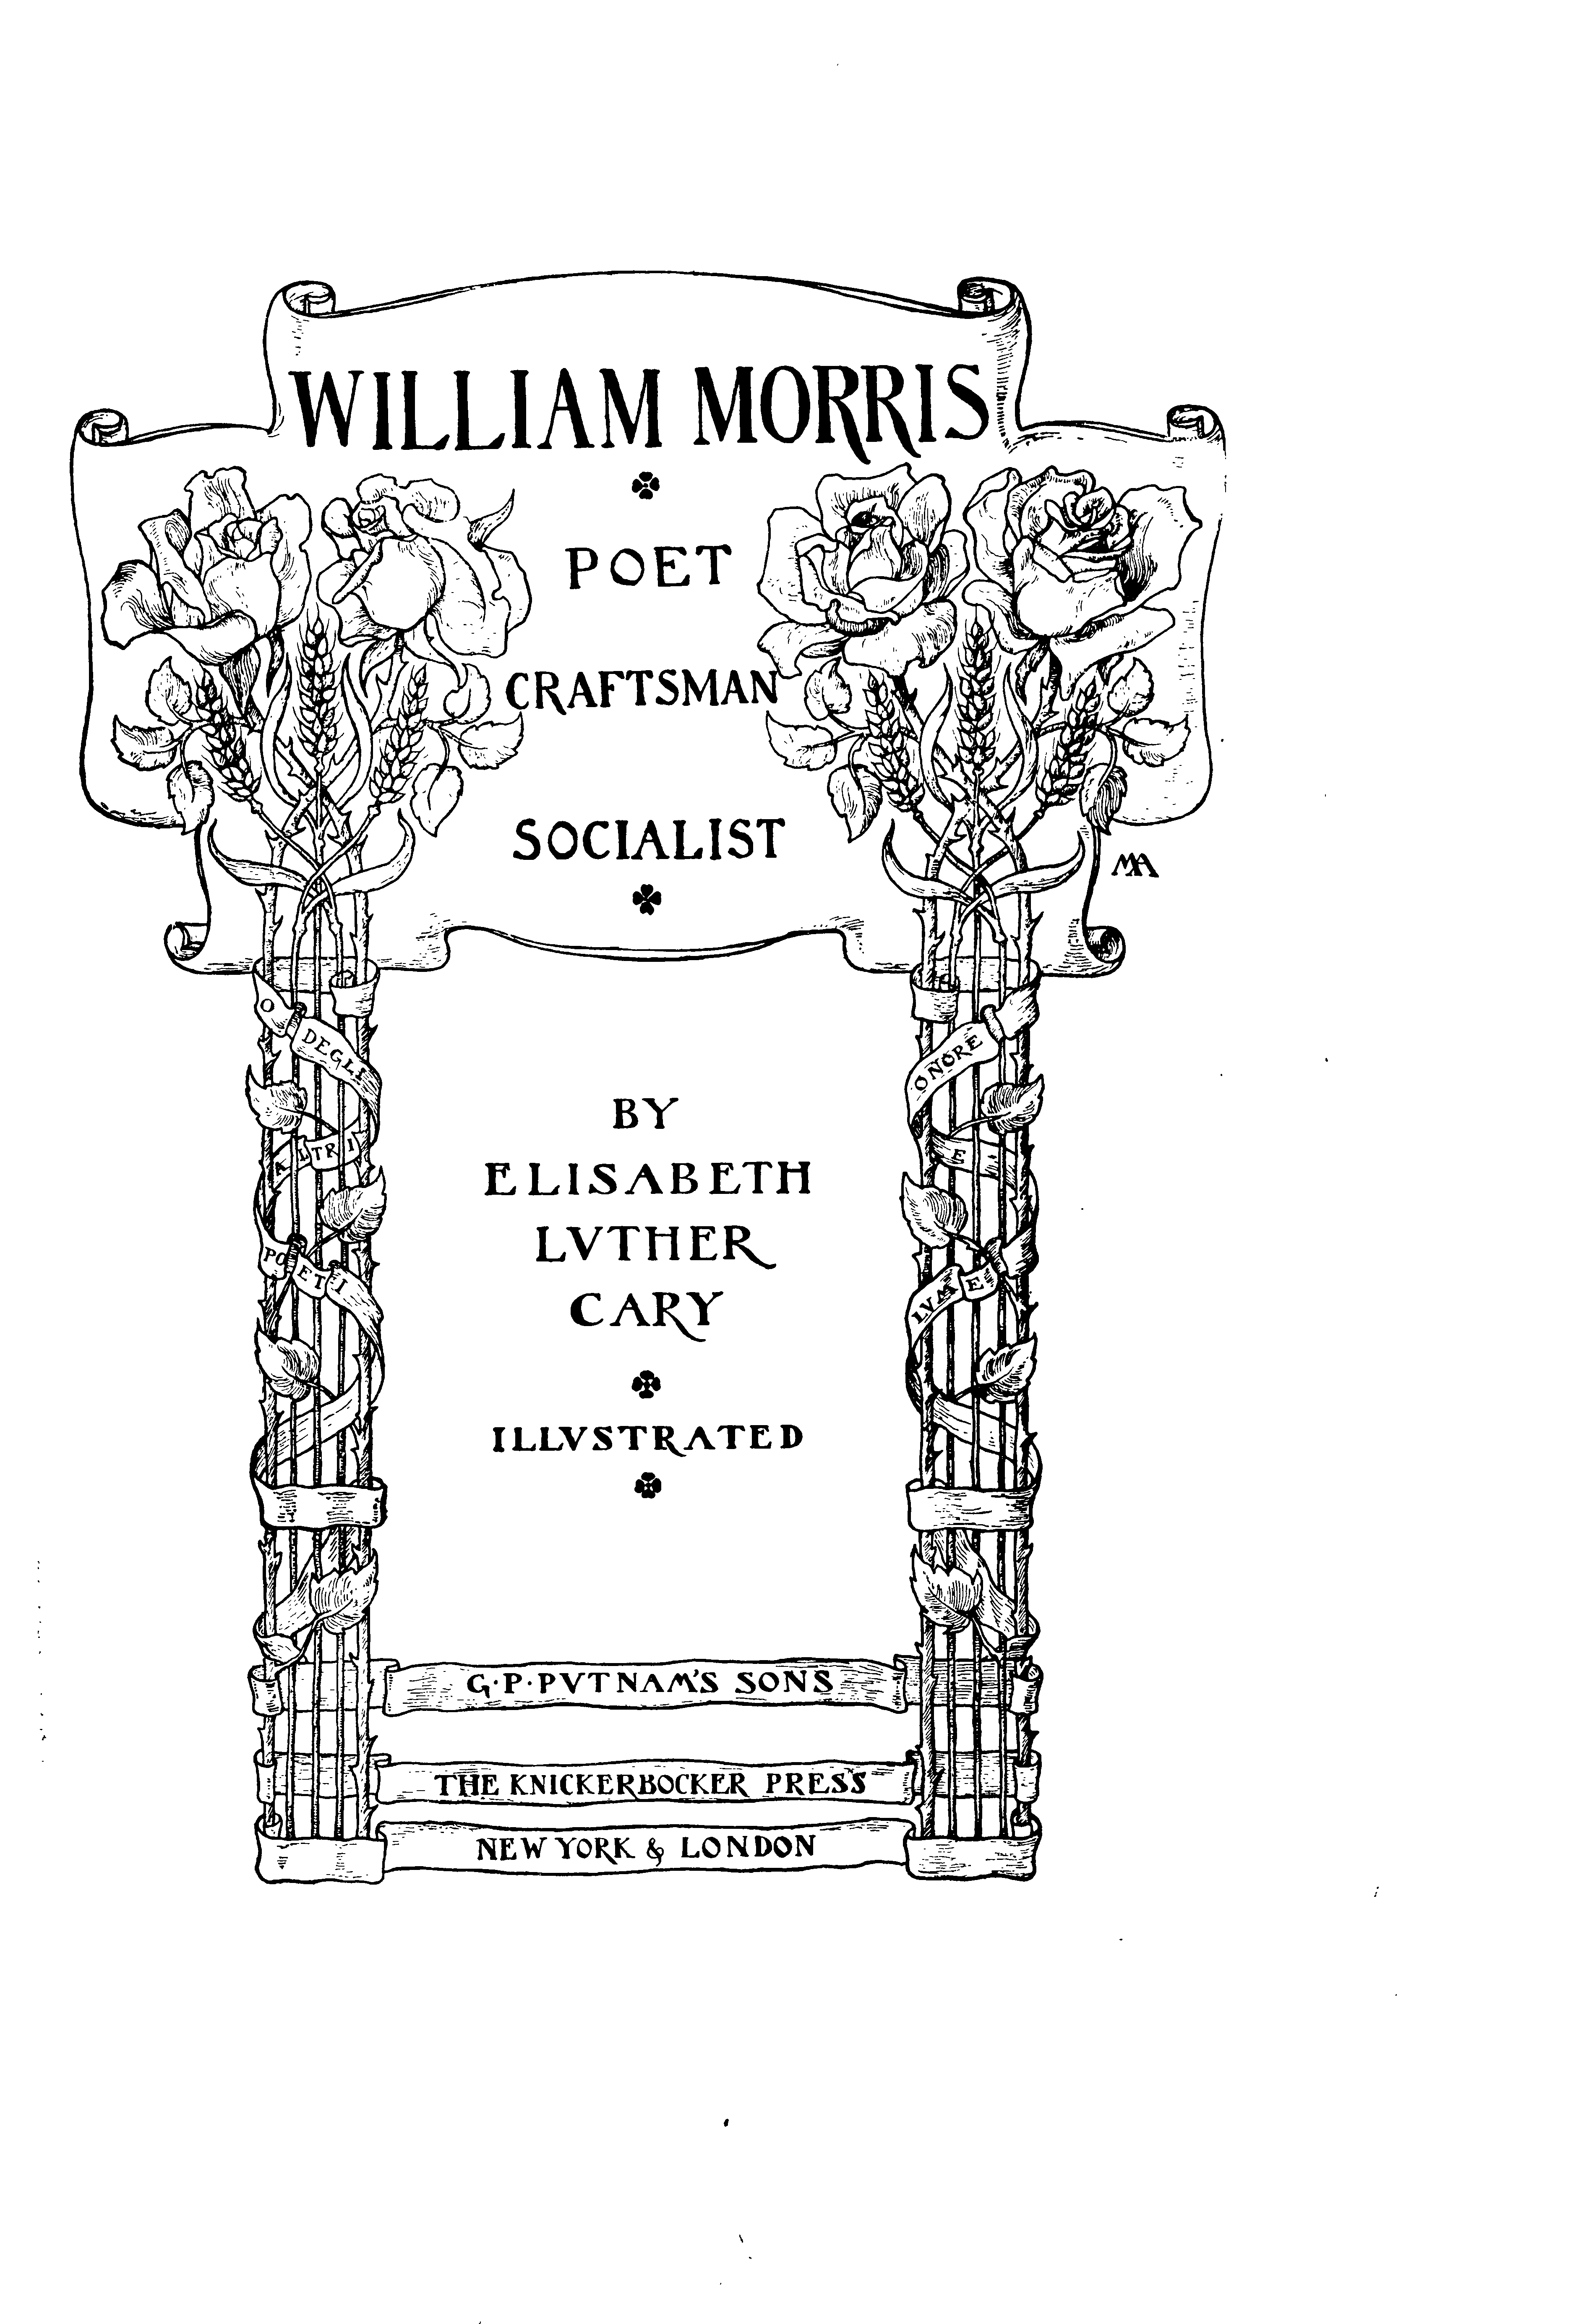 WILLIAM MORRIS
POET
CRAFTSMAN
SOCIALIST
MA
O
DEGLI
ALTRI
POETI
ONORE
E
LVME
BY
ELISABETH
LVTHER
CARY
ILLVSTRATED
G·P·PVTNAM'S SONS
THE KNICKERBOCKER PRESS
NEW YORK & LONDON